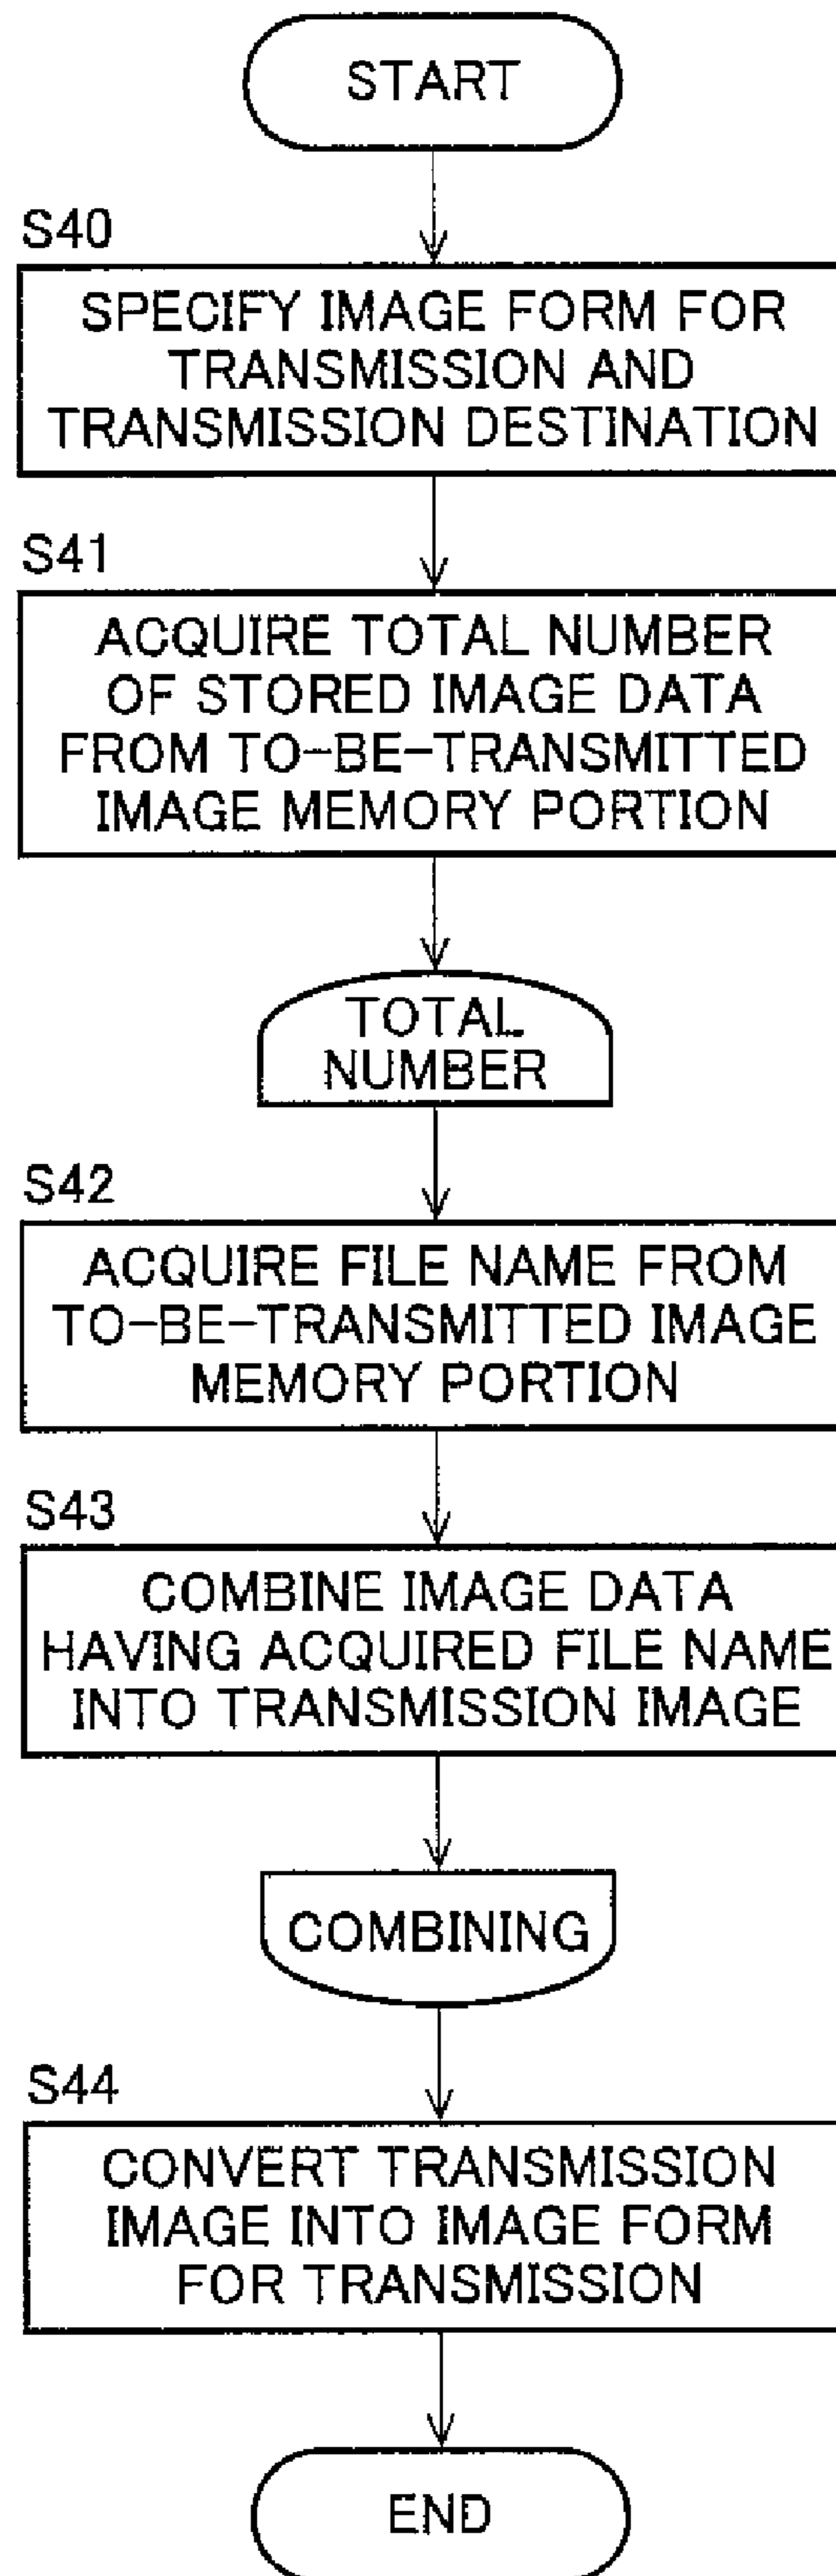 START
S40
SPECIFY IMAGE FORM FOR
TRANSMISSION AND
TRANSMISSION DESTINATION
S41
ACQUIRE TOTAL NUMBER
OF STORED IMAGE DATA
FROM TO-BE-TRANSMITTED
IMAGE MEMORY PORTION
TOTAL
NUMBER
S42
ACQUIRE FILE NAME FROM
TO-BE-TRANSMITTED IMAGE
MEMORY PORTION
S43
COMBINE IMAGE DATA
HAVING ACQUIRED FILE NAME
INTO TRANSMISSION IMAGE
COMBINING
S44
CONVERT TRANSMISSION
IMAGE INTO IMAGE FORM
FOR TRANSMISSION
END